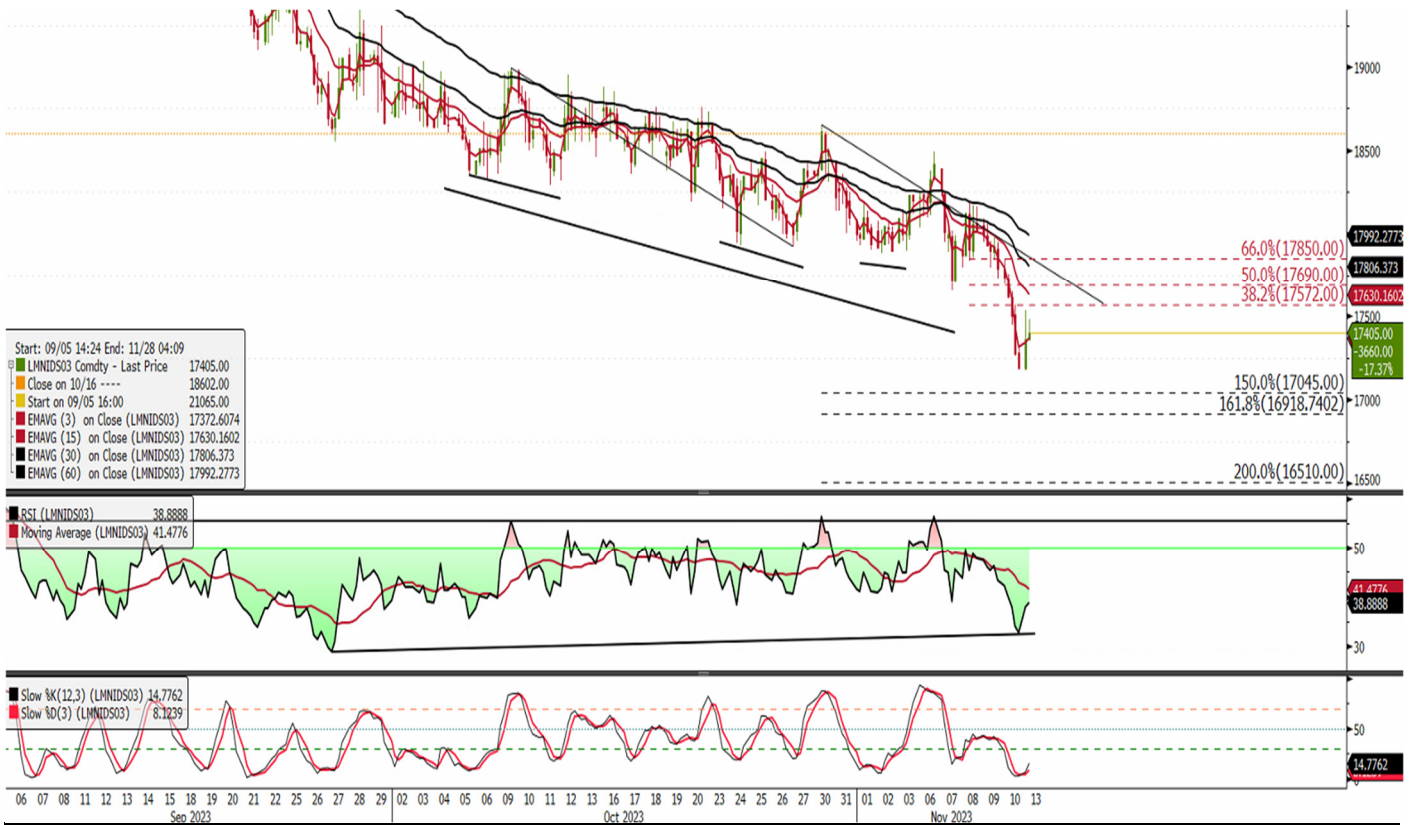 19000
18500
17992.2773
66.0%(17850.00)
17806.373
50.0%(17690.00)
38.2%(17572.00)
17630.1602
17500
17405.00
-3660.00
-17.37%
150.0%(17045.00)
17000
161.8%(16918.7402)
200.0%(16510.00)
16500
Start: 09/05 14:24 End: 11/28 04:09
LMNIDS03 Comdty - Last Price 17405.00
Close on 10/16 ---- 18602.00
Start on 09/05 16:00 21065.00
EMAVG (3) on Close (LMNIDS03) 17372.6074
EMAVG (15) on Close (LMNIDS03) 17630.1602
EMAVG (30) on Close (LMNIDS03) 17806.373
EMAVG (60) on Close (LMNIDS03) 17992.2773
RSI (LMNIDS03) 38.8888
Moving Average (LMNIDS03) 41.4776
50
41.4776
38.8888
30
Slow %K(12,3) (LMNIDS03) 14.7762
Slow %D(3) (LMNIDS03) 8.1239
50
14.7762
0
06 07 08 11 12 13 14 15 18 19 20 21 22 25 26 27 28 29 02 03 04 05 06 09 10 11 12 13 16 17 18 19 20 23 24 25 26 27 30 31 01 02 03 06 07 08 09 10 13
Sep 2023 Oct 2023 Nov 2023